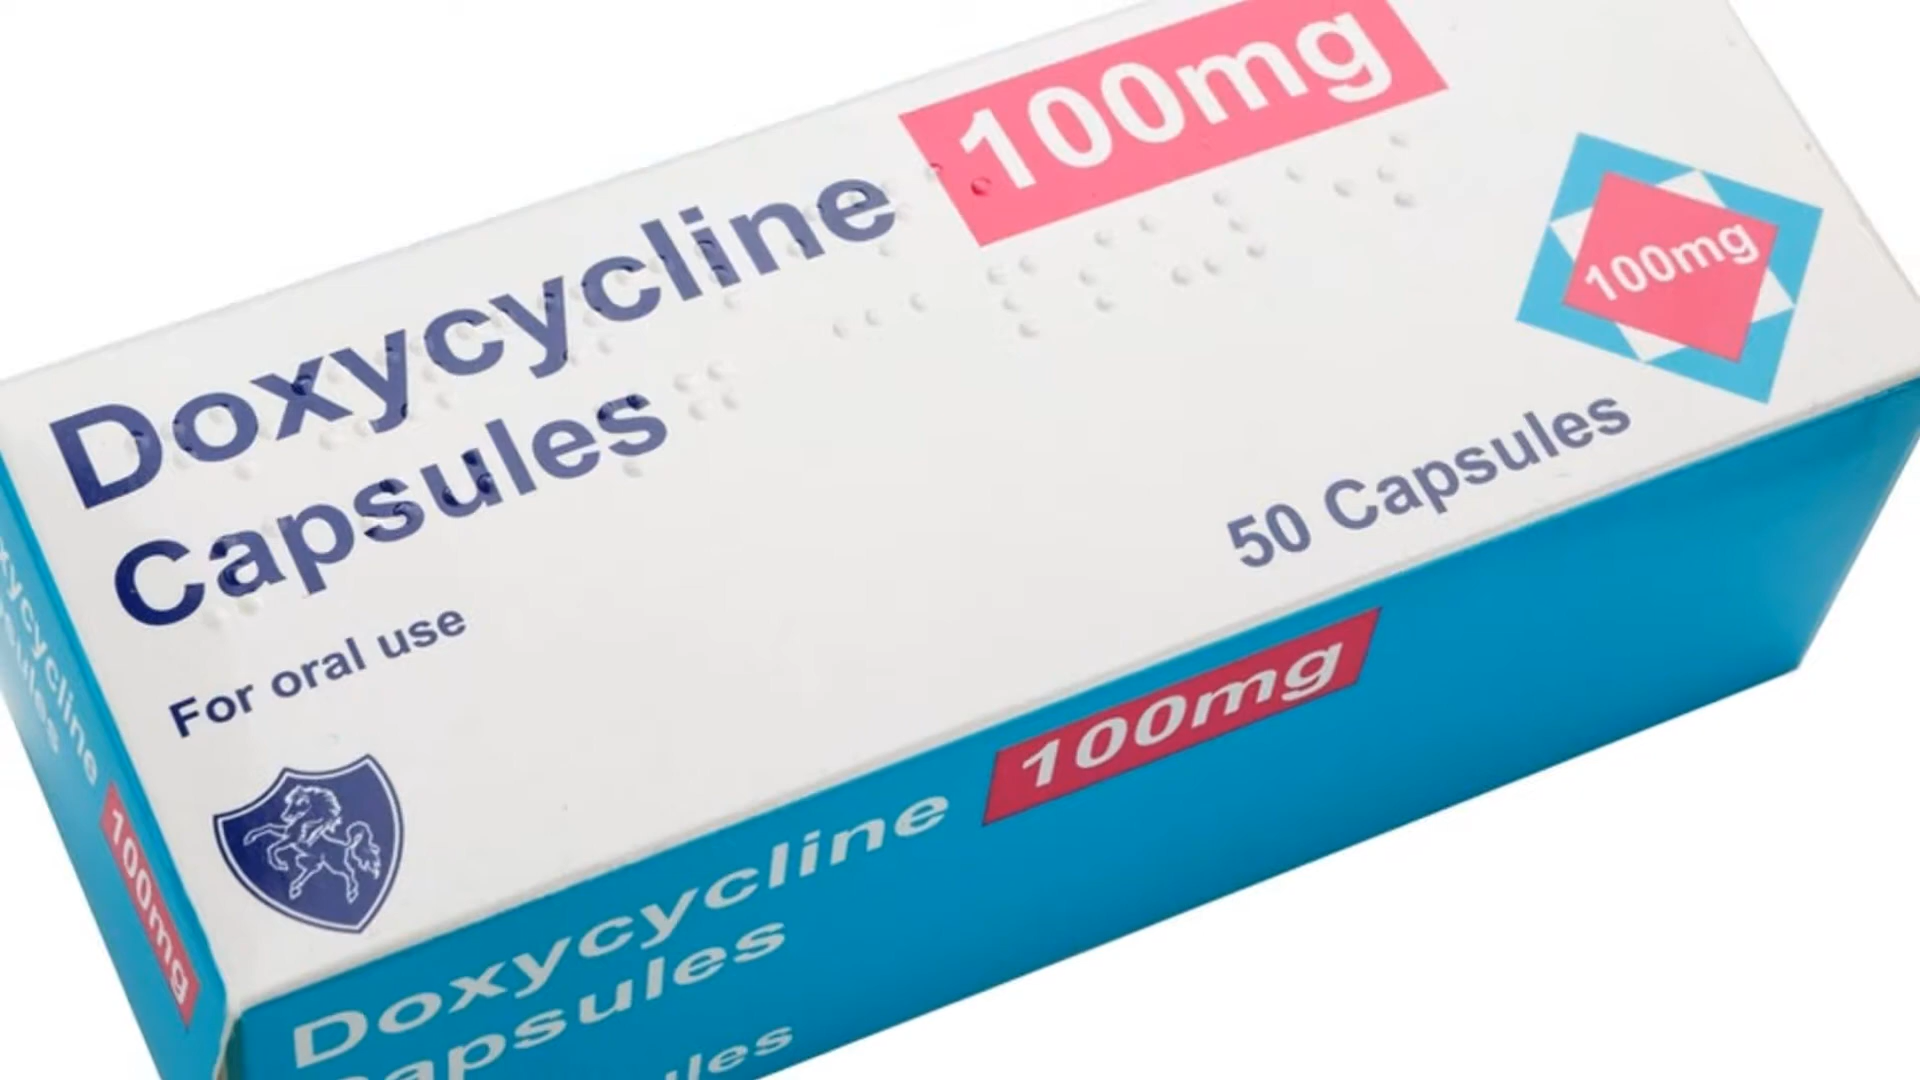 Doxycycline 100mg
Capsules
For oral use
50 Capsules
100mg
Doxycycline 100mg
Capsules
100mg